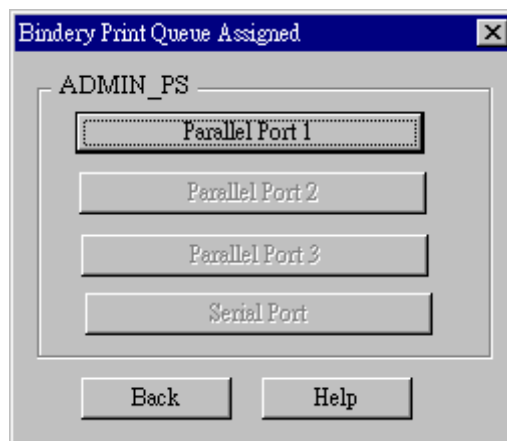 Bindery Print Queue Assigned
ADMIN_PS
Parallel Port 1
Parallel Port 2
Parallel Port 3
Serial Port
Back Help